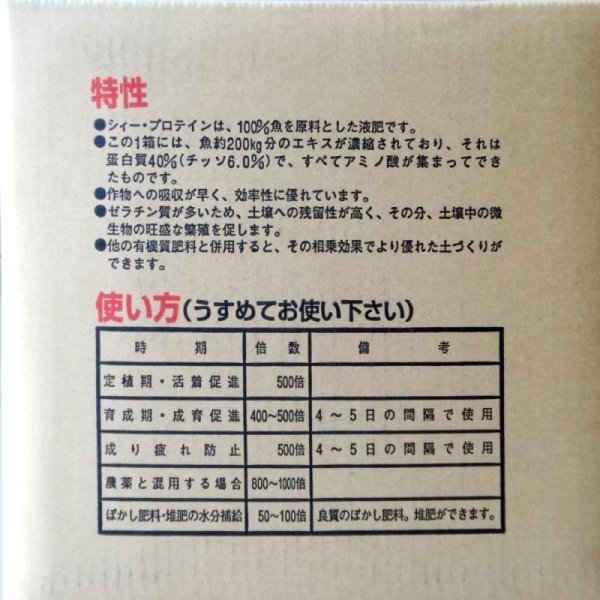 特性
●シィー・プロテインは、100%魚を原料とした液肥です。
●この1箱には、魚約200kg分のエキスが濃縮されており、それは
蛋白質40%(チッソ6.0%)で、すべてアミノ酸が集まってでき
たものです。
●作物への吸収が早く、効率性に優れています。
●ゼラチン質が多いため、土壌への残留性が高く、その分、土壌中の微
生物の旺盛な繁殖を促します。
●他の有機質肥料と併用すると、その相乗効果でより優れた土づくりが
できます。
使い方(うすめてお使い下さい)
時期 倍数 備考
定植期・活着促進 500倍
育成期・成育促進 400〜500倍 4〜5日の間隔で使用
成り疲れ防止 500倍 4〜5日の間隔で使用
農薬と混用する場合 800〜1000倍
ぼかし肥料・堆肥の水分補給 50〜100倍 良質のぼかし肥料。堆肥ができます。